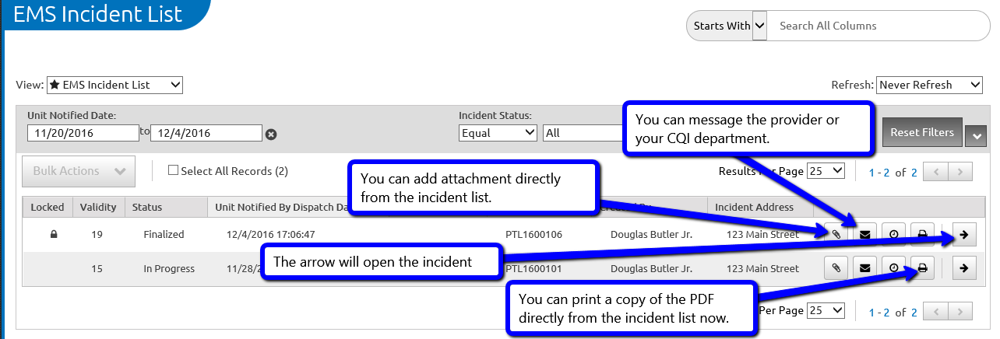 EMS Incident List
Starts With Search All Columns
View: ★ EMS Incident List Refresh: Never Refresh
Unit Notified Date: Incident Status:
11/20/2016 to 12/4/2016 Equal All
You can message the provider or
your CQI department.
Reset Filters
Bulk Actions Select All Records (2) Results Per Page 25 1 - 2 of 2
You can add attachment directly
from the incident list.
Locked Validity Status Unit Notified By Dispatch Da Created By Incident Address
19 Finalized 12/4/2016 17:06:47 PTL1600106 Douglas Butler Jr. 123 Main Street
The arrow will open the incident
15 In Progress 11/28/2 PTL1600101 Douglas Butler Jr. 123 Main Street
You can print a copy of the PDF
directly from the incident list now.
Per Page 25 1 - 2 of 2